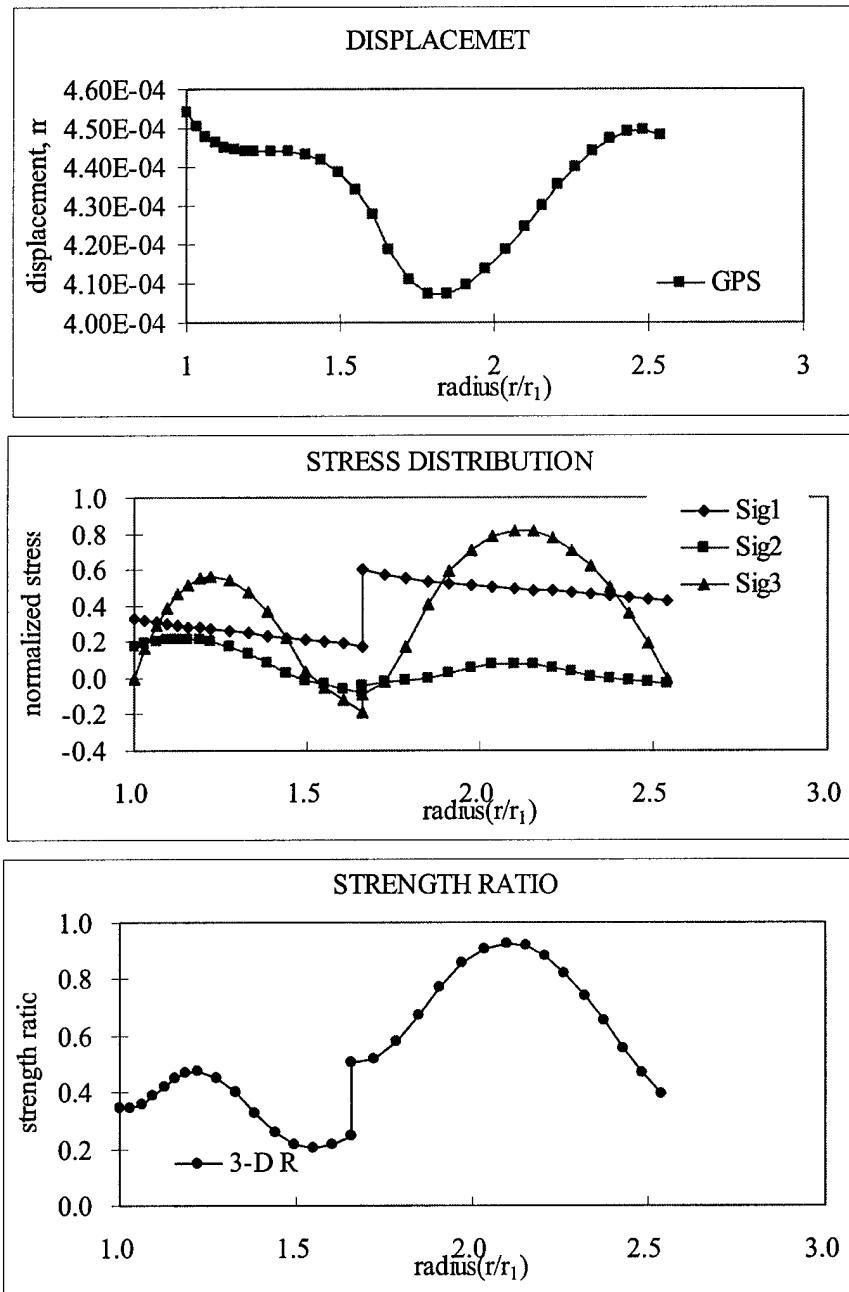 DISPLACEMET
4.60E-04
4.50E-04
4.40E-04
4.30E-04
4.20E-04
4.10E-04
4.00E-04
displacement, m
GPS
1 1.5 2 2.5 3
radius(r/r1)
STRESS DISTRIBUTION
1.0
0.8
0.6
0.4
0.2
0.0
-0.2
-0.4
normalized stress
Sig1
Sig2
Sig3
1.0 1.5 2.0 2.5 3.0
radius(r/r1)
STRENGTH RATIO
1.0
0.8
0.6
0.4
0.2
0.0
strength ratio
3-D R
1.0 1.5 2.0 2.5 3.0
radius(r/r1)